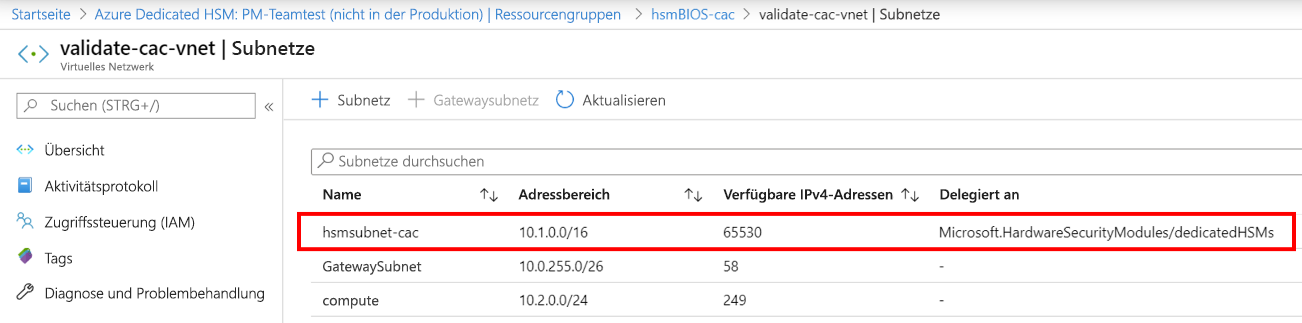 Startseite > Azure Dedicated HSM: PM-Teamtest (nicht in der Produktion) | Ressourcengruppen > hsmBIOS-cac > validate-cac-vnet | Subnetze
validate-cac-vnet | Subnetze
Virtuelles Netzwerk
Suchen (STRG+/) «
+ Subnetz + Gatewaysubnetz Aktualisieren
Übersicht
Aktivitätsprotokoll
Zugriffssteuerung (IAM)
Tags
Diagnose und Problembehandlung
Subnetze durchsuchen
Name ↑↓ Adressbereich ↑↓ Verfügbare IPv4-Adressen ↑↓ Delegiert an
hsmsubnet-cac 10.1.0.0/16 65530 Microsoft.HardwareSecurityModules/dedicatedHSMs
GatewaySubnet 10.0.255.0/26 58 -
compute 10.2.0.0/24 249 -